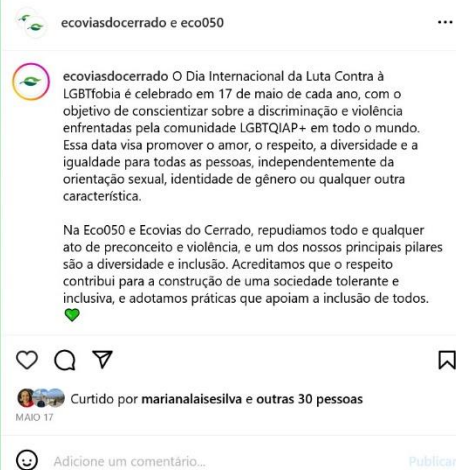 ecoviasdocerrado e eco050
ecoviasdocerrado O Dia Internacional da Luta Contra à
LGBTfobia é celebrado em 17 de maio de cada ano, com o
objetivo de conscientizar sobre a discriminação e violência
enfrentadas pela comunidade LGBTQIAP+ em todo o mundo.
Essa data visa promover o amor, o respeito, a diversidade e a
igualdade para todas as pessoas, independentemente da
orientação sexual, identidade de gênero ou qualquer outra
característica.
Na Eco050 e Ecovias do Cerrado, repudiamos todo e qualquer
ato de preconceito e violência, e um dos nossos principais pilares
são a diversidade e inclusão. Acreditamos que o respeito
contribui para a construção de uma sociedade tolerante e
inclusiva, e adotamos práticas que apoiam a inclusão de todos.
💚
Curtido por marianalaisesilva e outras 30 pessoas
MAIO 17
Adicione um comentário... Publicar